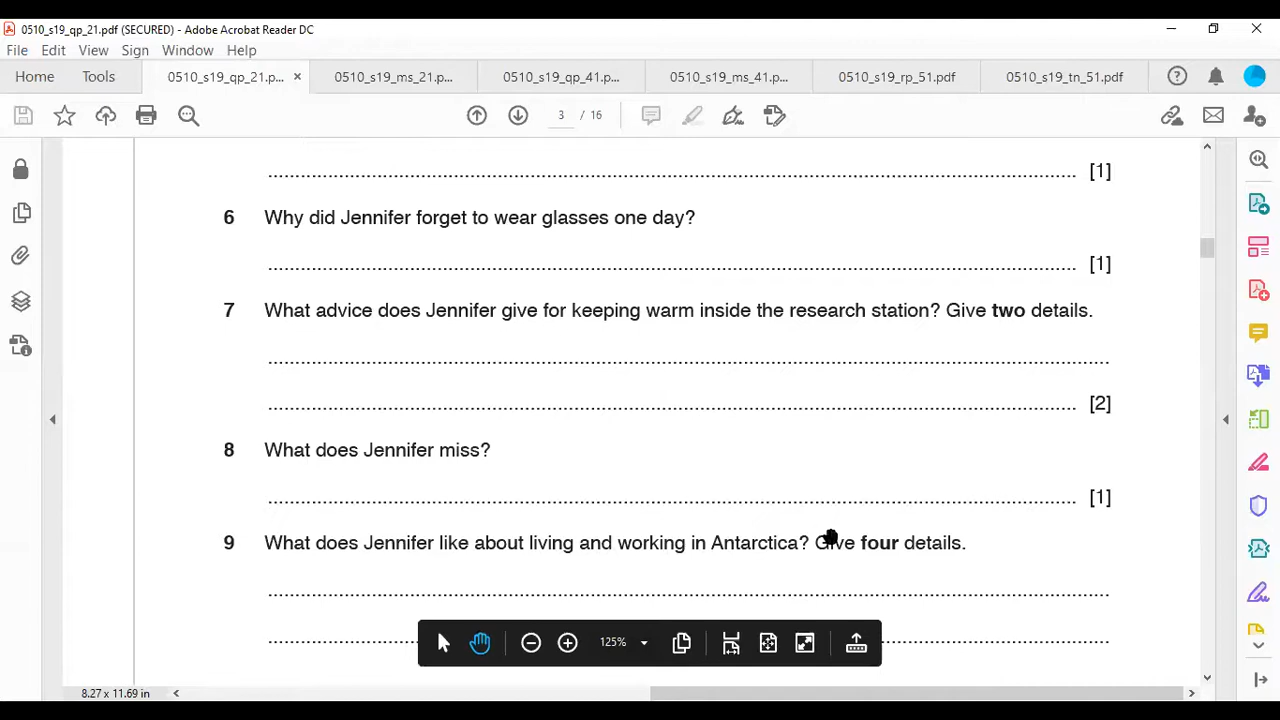 0510_s19_qp_21.pdf (SECURED) - Adobe Acrobat Reader DC
File Edit View Sign Window Help
Home Tools 0510_s19_qp_21.p... × 0510_s19_ms_21.p... 0510_s19_qp_41.p... 0510_s19_ms_41.p... 0510_s19_rp_51.pdf 0510_s19_tn_51.pdf
3 / 16
[1]
6 Why did Jennifer forget to wear glasses one day?
[1]
7 What advice does Jennifer give for keeping warm inside the research station? Give two details.
[2]
8 What does Jennifer miss?
[1]
9 What does Jennifer like about living and working in Antarctica? Give four details.
125%
8.27 x 11.69 in